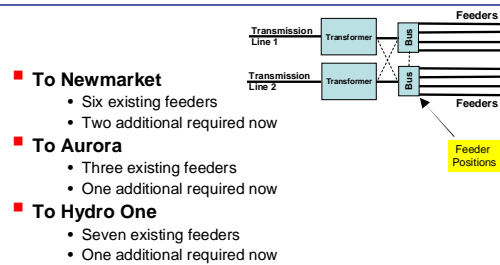 Feeders
Transmission
Line 1
Transformer
Bus
Transmission
Line 2
Transformer
Bus
Feeders
Feeder
Positions
To Newmarket
• Six existing feeders
• Two additional required now
To Aurora
• Three existing feeders
• One additional required now
To Hydro One
• Seven existing feeders
• One additional required now